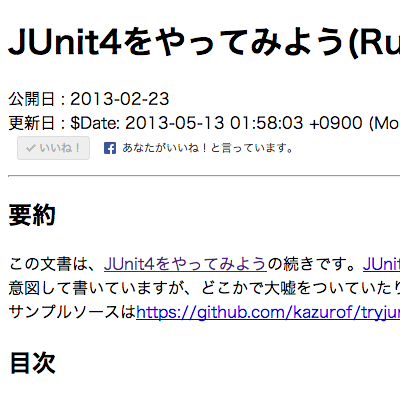 JUnit4をやってみよう(Ru
公開日 : 2013-02-23
更新日 : $Date: 2013-05-13 01:58:03 +0900 (Mo
いいね！ あなたがいいね！と言っています。
要約
この文書は、JUnit4をやってみようの続きです。JUni
意図して書いていますが、どこかで大嘘をついていたり
サンプルソースはhttps://github.com/kazurof/tryjun
目次